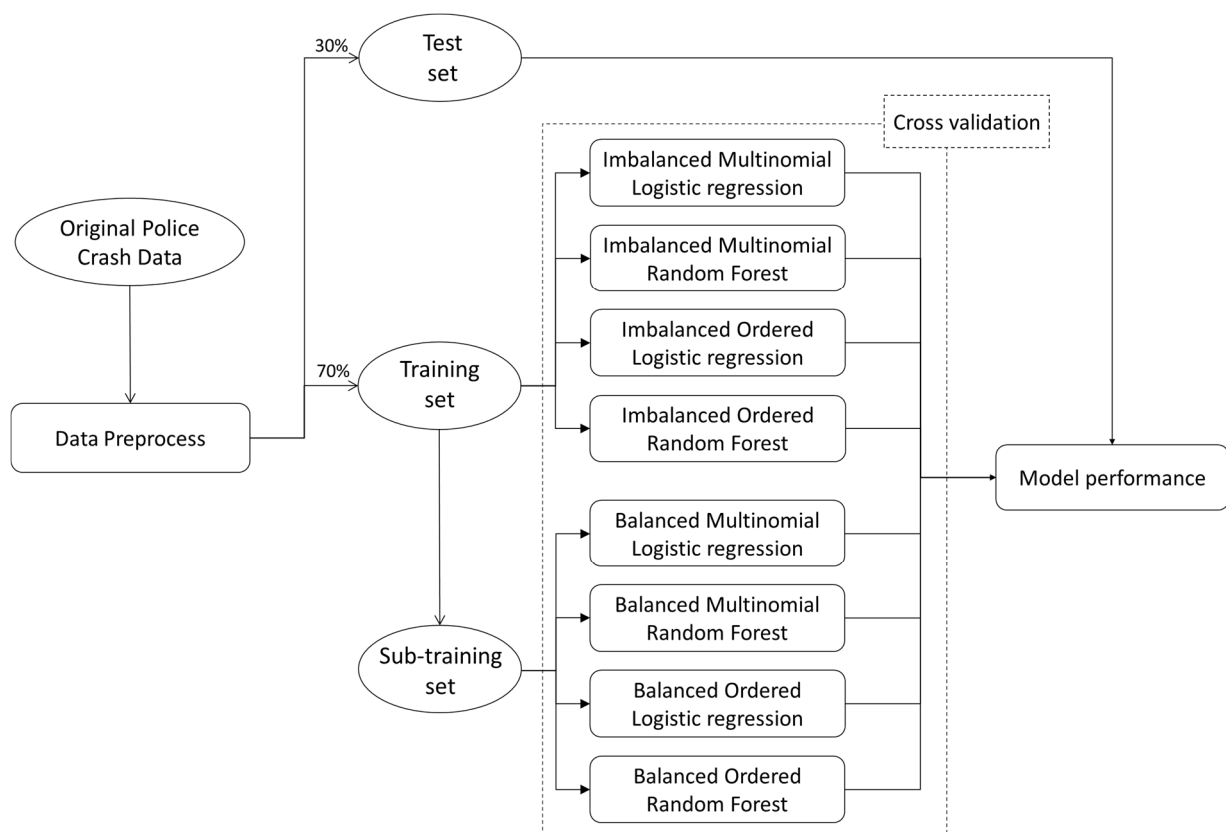 30%
Test
set
Cross validation
Imbalanced Multinomial
Logistic regression
Original Police
Crash Data
Imbalanced Multinomial
Random Forest
Imbalanced Ordered
Logistic regression
70%
Training
set
Imbalanced Ordered
Random Forest
Data Preprocess
Model performance
Balanced Multinomial
Logistic regression
Balanced Multinomial
Random Forest
Sub-training
set
Balanced Ordered
Logistic regression
Balanced Ordered
Random Forest